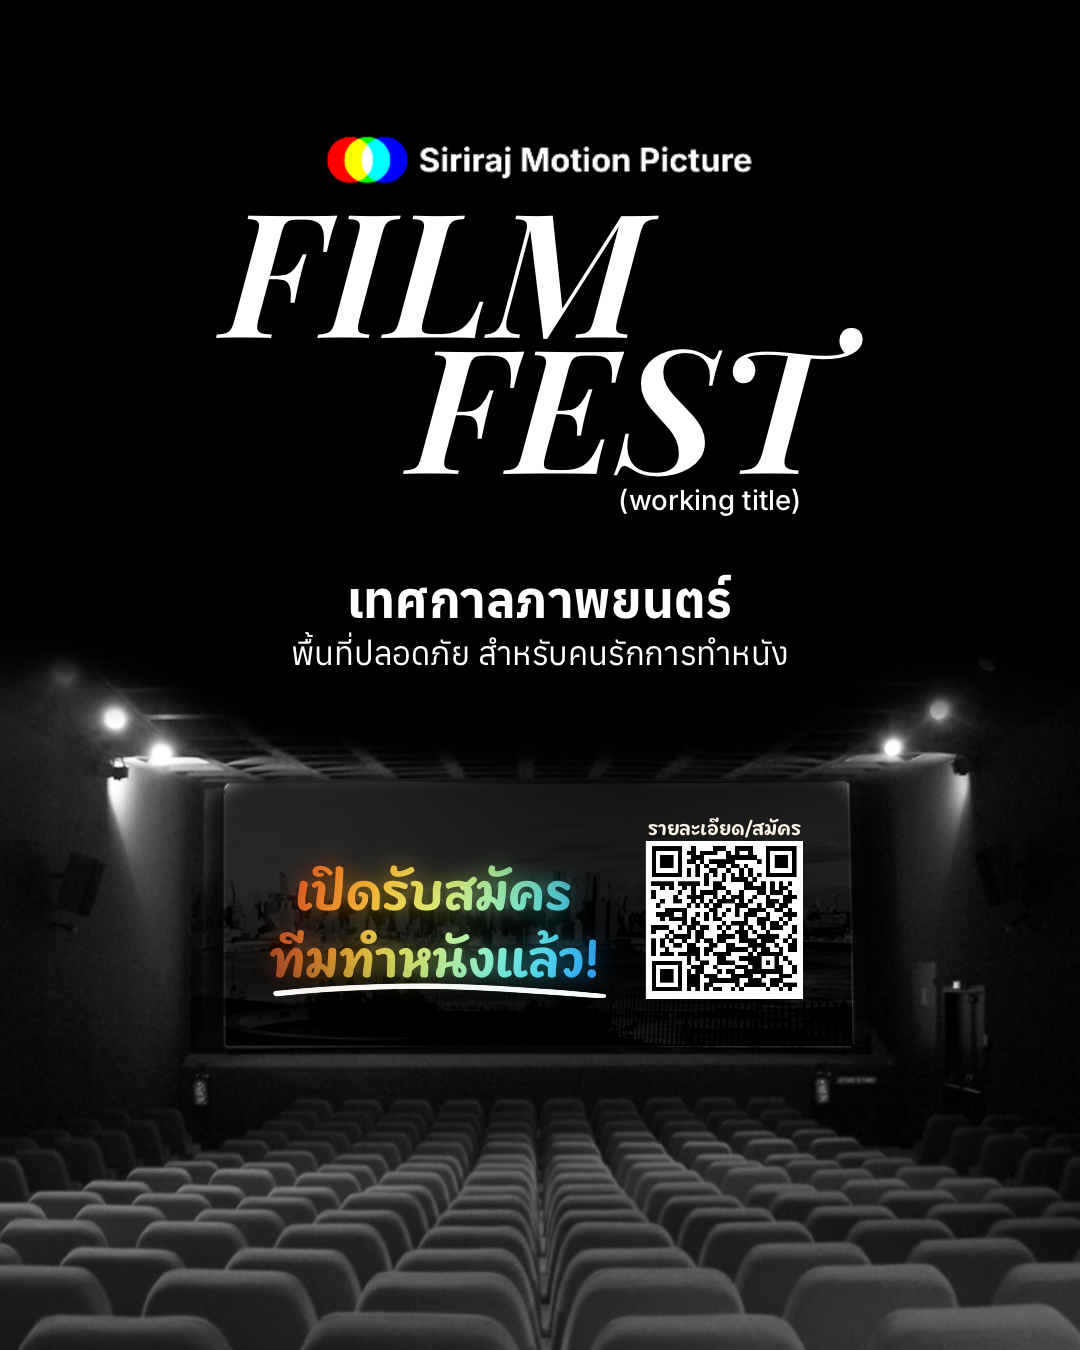 Siriraj Motion Picture
FILM
FEST
(working title)
เทศกาลภาพยนตร์
พื้นที่ปลอดภัย สำหรับคนรักการทำหนัง
รายละเอียด/สมัคร
เปิดรับสมัคร
ทีมทำหนังแล้ว!